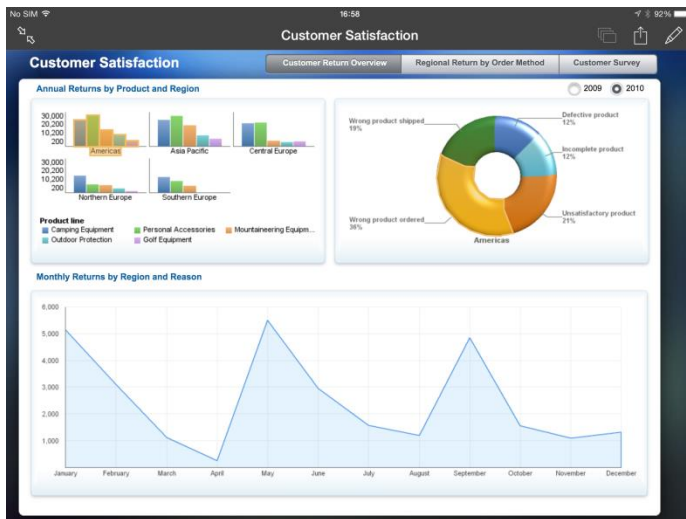 No SIM 16:58 92%
Customer Satisfaction
Customer Satisfaction
Customer Return Overview Regional Return by Order Method Customer Survey
Annual Returns by Product and Region
2009 2010
30,000
20,200
10,200
200
Americas Asia Pacific Central Europe
30,000
20,200
10,200
200
Northern Europe Southern Europe
Product line
Camping Equipment Personal Accessories Mountaineering Equipm...
Outdoor Protection Golf Equipment
Wrong product shipped
19%
Defective product
12%
Incomplete product
12%
Unsatisfactory product
21%
Wrong product ordered
36%
Americas
Monthly Returns by Region and Reason
6,000
5,000
4,000
3,000
2,000
1,000
January February March April May June July August September October November December